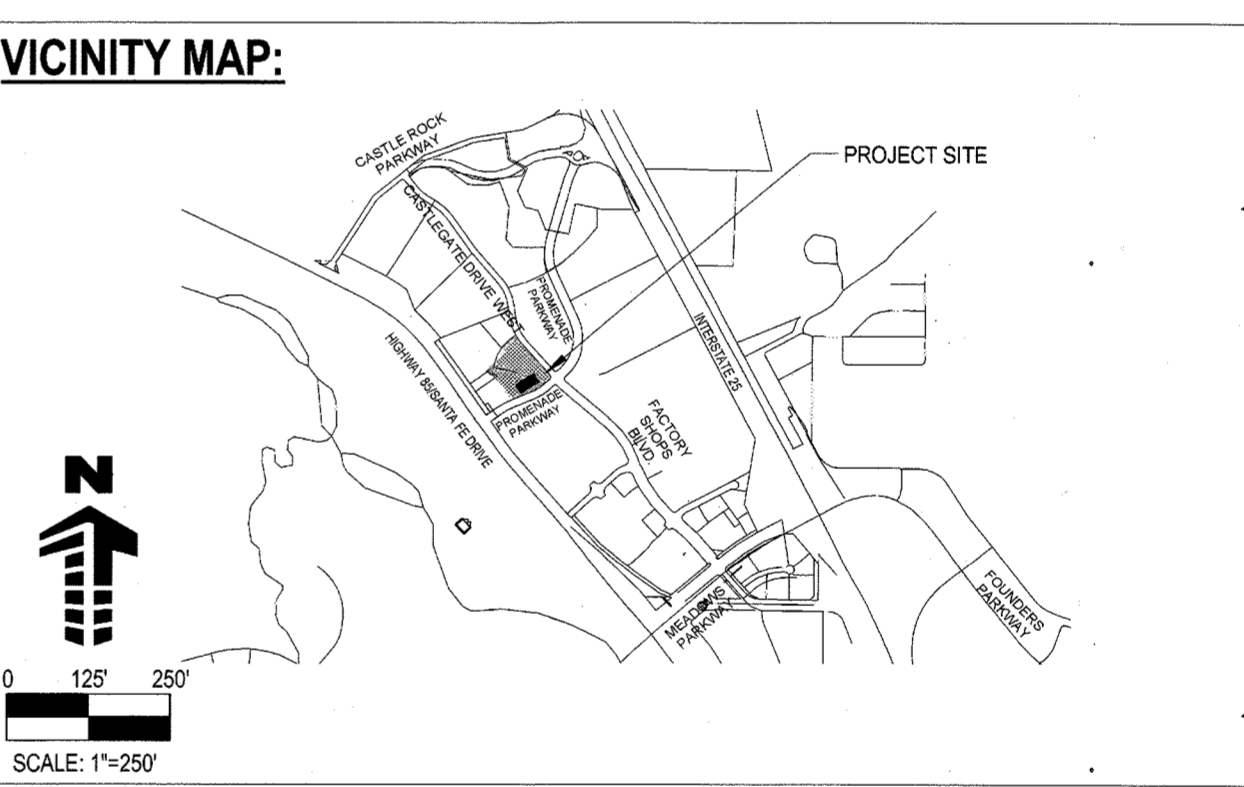 VICINITY MAP:
CASTLE ROCK
PARKWAY
PROJECT SITE
CASTLEGATE DRIVE WEST
PROMENADE
PARKWAY
INTERSTATE 25
HIGHWAY 85/SANTA FE DRIVE
PROMENADE
PARKWAY
FACTORY
SHOPS
BLVD.
N
FOUNDERS
PARKWAY
MEADOWS
PARKWAY
0 125' 250'
SCALE: 1"=250'